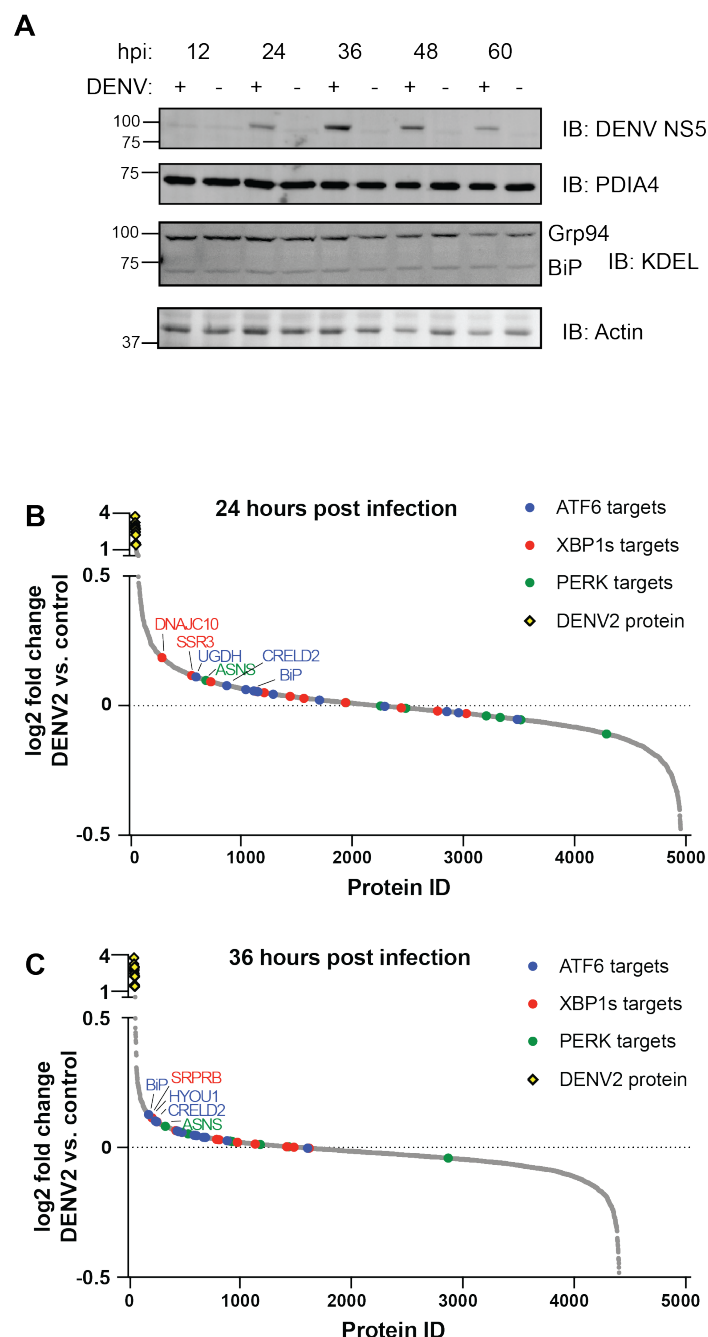 A
hpi: 12 24 36 48 60
DENV: + - + - + - + - + -
100
75
IB: DENV NS5
75
IB: PDIA4
100
75
Grp94
BiP
IB: KDEL
37
IB: Actin
B
24 hours post infection
4
1
0.5
0
-0.5
log2 fold change
DENV2 vs. control
DNAJC10
SSR3
UGDH
CRELD2
ASNS
BiP
ATF6 targets
XBP1s targets
PERK targets
DENV2 protein
0 1000 2000 3000 4000 5000
Protein ID
C
36 hours post infection
4
1
0.5
0
-0.5
log2 fold change
DENV2 vs. control
SRPRB
BiP
HYOU1
CRELD2
ASNS
ATF6 targets
XBP1s targets
PERK targets
DENV2 protein
0 1000 2000 3000 4000 5000
Protein ID